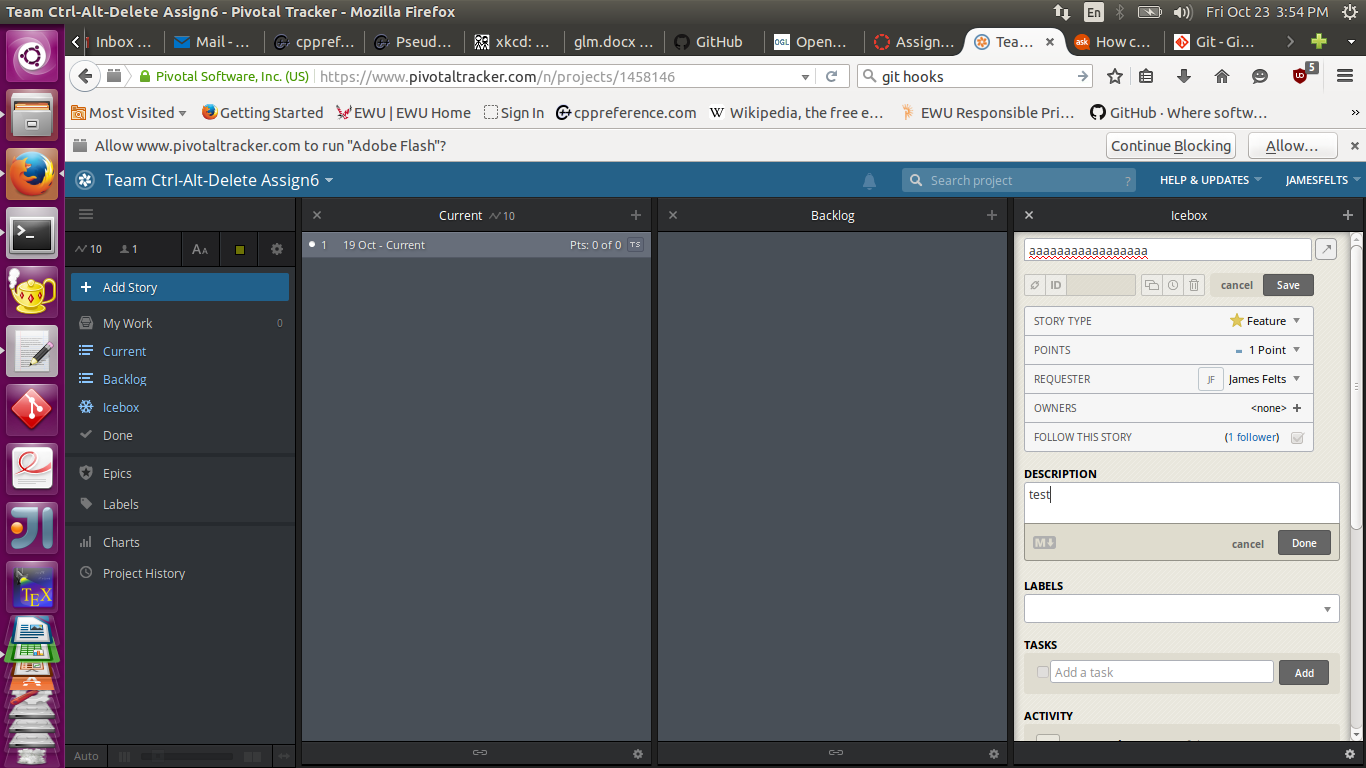 Team Ctrl-Alt-Delete Assign6 - Pivotal Tracker - Mozilla Firefox
En
Fri Oct 23 3:54 PM
Inbox ...
Mail - ...
cppref...
Pseud...
xkcd: ...
glm.docx
GitHub
OGL
Open...
Assign...
Tea...
ask
How c...
Git - Gi...
Pivotal Software, Inc. (US)
https://www.pivotaltracker.com/n/projects/1458146
git hooks
5
Most Visited
Getting Started
EWU | EWU Home
Sign In
cppreference.com
W Wikipedia, the free e...
EWU Responsible Pri...
GitHub · Where softw...
Allow www.pivotaltracker.com to run "Adobe Flash"?
Continue Blocking
Allow...
Team Ctrl-Alt-Delete Assign6
Search project
?
HELP & UPDATES
JAMESFELTS
10
1
AA
Add Story
My Work
0
Current
Backlog
Icebox
Done
Epics
Labels
Charts
Project History
Auto
Current
10
1
19 Oct - Current
Pts: 0 of 0
TS
Backlog
Icebox
aaaaaaaaaaaaaaaaa
ID
cancel
Save
STORY TYPE
Feature
POINTS
1 Point
REQUESTER
JF
James Felts
OWNERS
<none>
FOLLOW THIS STORY
(1 follower)
DESCRIPTION
test
M
cancel
Done
LABELS
TASKS
Add a task
Add
ACTIVITY
JI
TEX